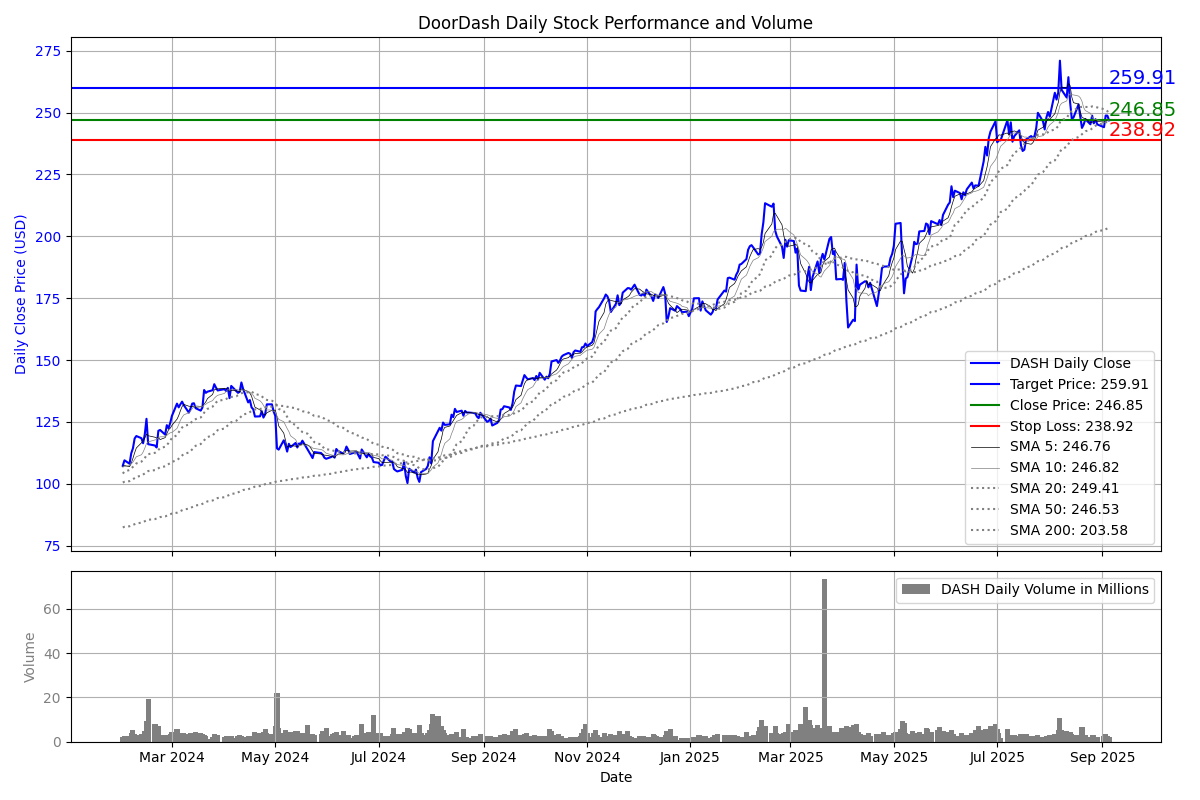 DoorDash Daily Stock Performance and Volume
Daily Close Price (USD)
275
250
225
200
175
150
125
100
75
259.91
246.85
238.92
DASH Daily Close
Target Price: 259.91
Close Price: 246.85
Stop Loss: 238.92
SMA 5: 246.76
SMA 10: 246.82
SMA 20: 249.41
SMA 50: 246.53
SMA 200: 203.58
Volume
60
40
20
0
DASH Daily Volume in Millions
Mar 2024 May 2024 Jul 2024 Sep 2024 Nov 2024 Jan 2025 Mar 2025 May 2025 Jul 2025 Sep 2025
Date